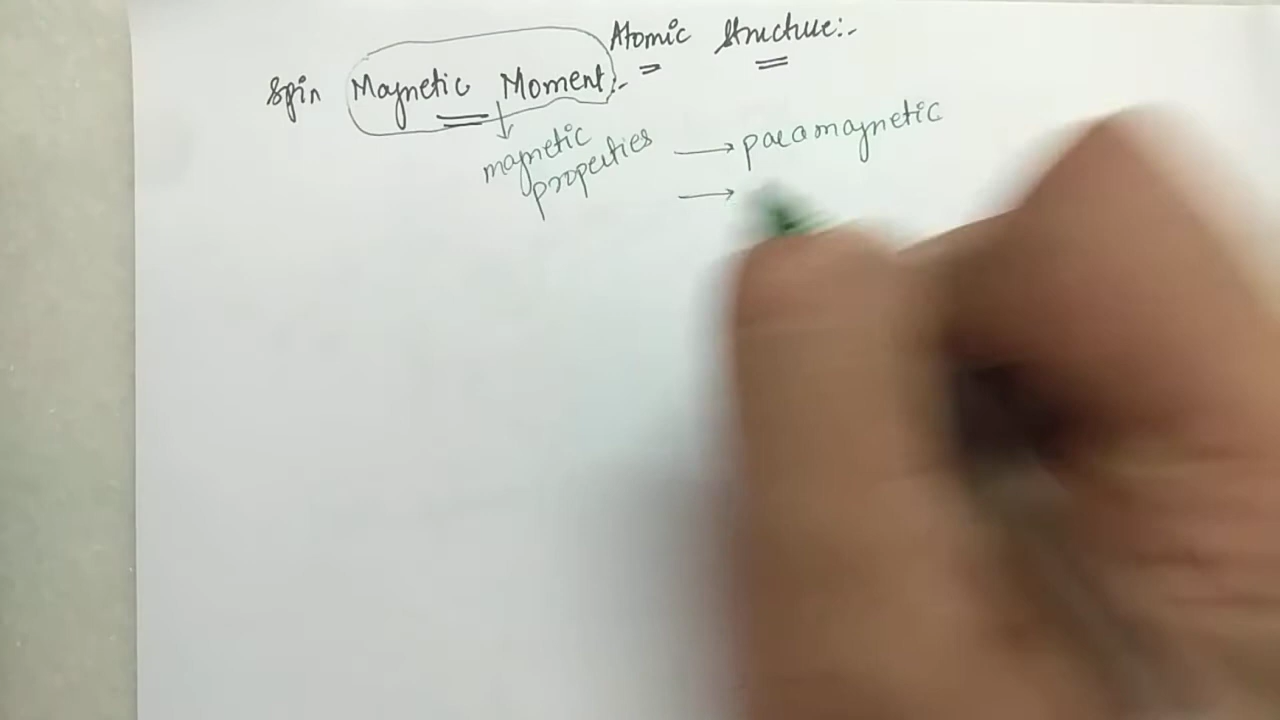 Atomic Structure:-
Spin Magnetic Moment:-
magnetic
properties → paramagnetic
→